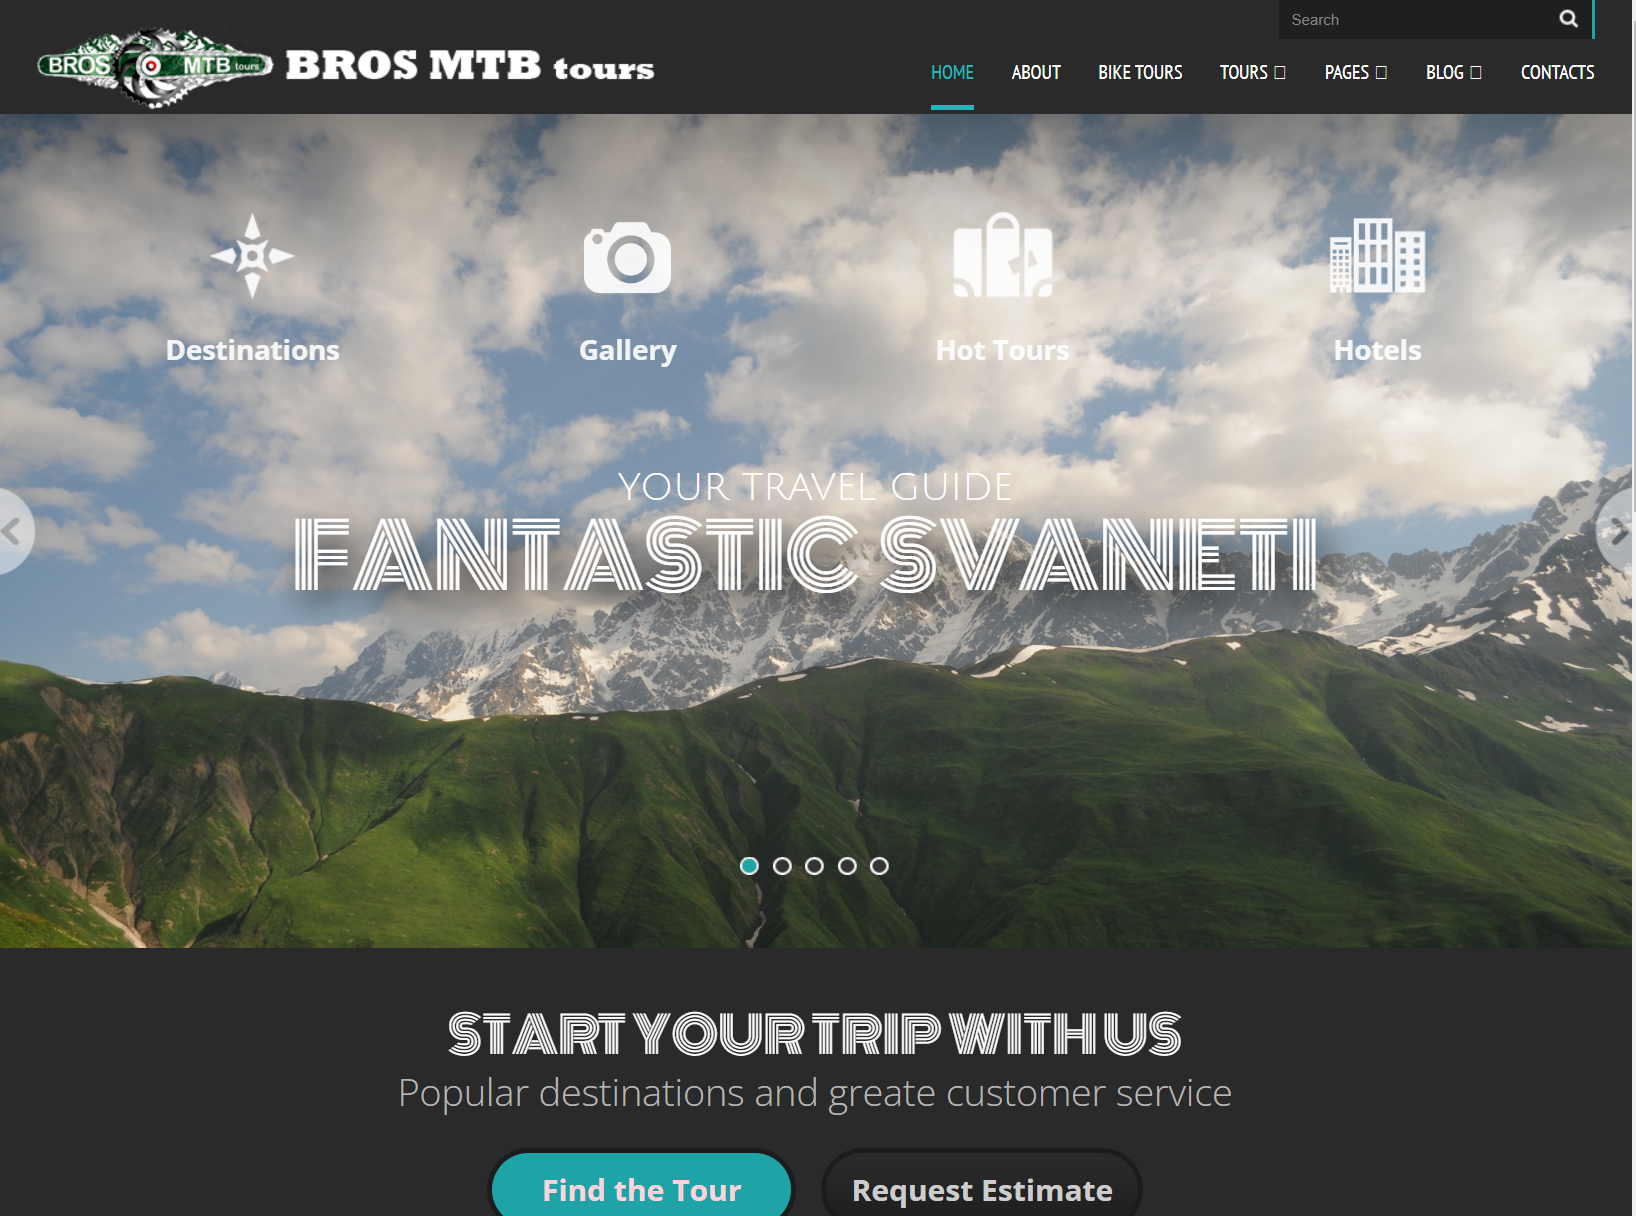 Search
BROS MTB tours
BROS MTB tours
HOME ABOUT BIKE TOURS TOURS PAGES BLOG CONTACTS
Destinations Gallery Hot Tours Hotels
YOUR TRAVEL GUIDE
FANTASTIC SVANETI
START YOUR TRIP WITH US
Popular destinations and greate customer service
Find the Tour Request Estimate